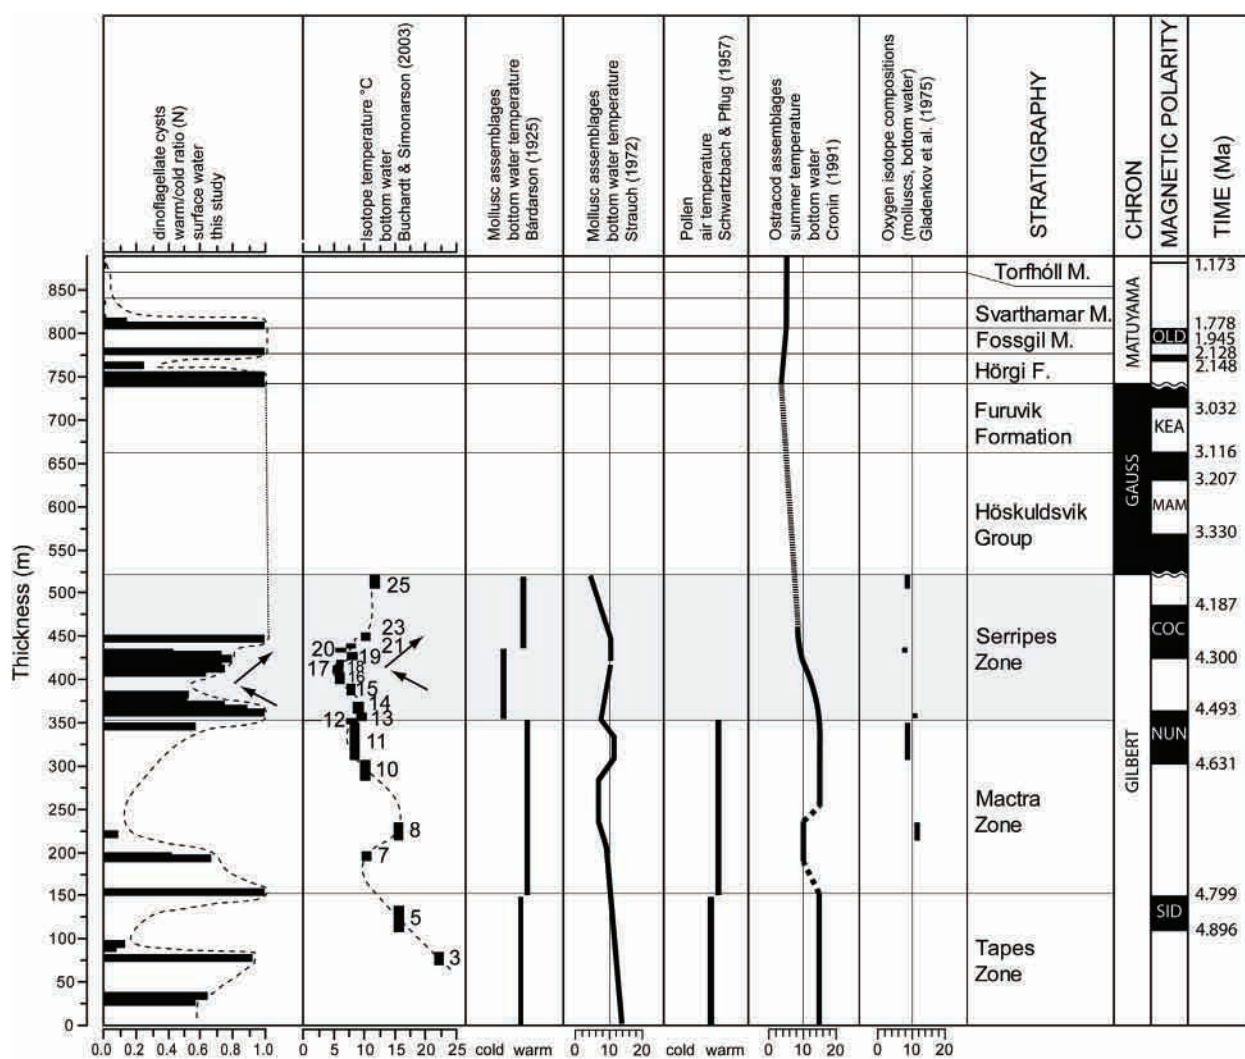 dinoflagellate cysts
warm/cold ratio (N)
surface water
this study
Isotope temperature °C
bottom water
Buchardt & Simonarson (2003)
Mollusc assemblages
bottom water temperature
Bárdarson (1925)
Mollusc assemblages
bottom water temperature
Strauch (1972)
Pollen
air temperature
Schwartzbach & Pflug (1957)
Ostracod assemblages
summer temperature
bottom water
Cronin (1991)
Oxygen isotope compositions
(molluscs, bottom water)
Gladenkov et al. (1975)
STRATIGRAPHY
CHRON
MAGNETIC POLARITY
TIME (Ma)
Thickness (m)
850
800
750
700
650
600
550
500
450
400
350
300
250
200
150
100
50
0
25
23
20
21
19
17
18
16
15
14
12
13
11
10
8
7
5
3
Torfhóll M.
Svarthamar M.
Fossgil M.
Hörgi F.
Furuvik
Formation
Höskuldsvik
Group
Serripes
Zone
Mactra
Zone
Tapes
Zone
MATUYAMA
GAUSS
GILBERT
OLD
KEA
MAM
COC
NUN
SID
1.173
1.778
1.945
2.128
2.148
3.032
3.116
3.207
3.330
4.187
4.300
4.493
4.631
4.799
4.896
0.0 0.2 0.4 0.6 0.8 1.0
0 5 10 15 20 25
cold warm
0 10 20
cold warm
0 10 20
0 10 20